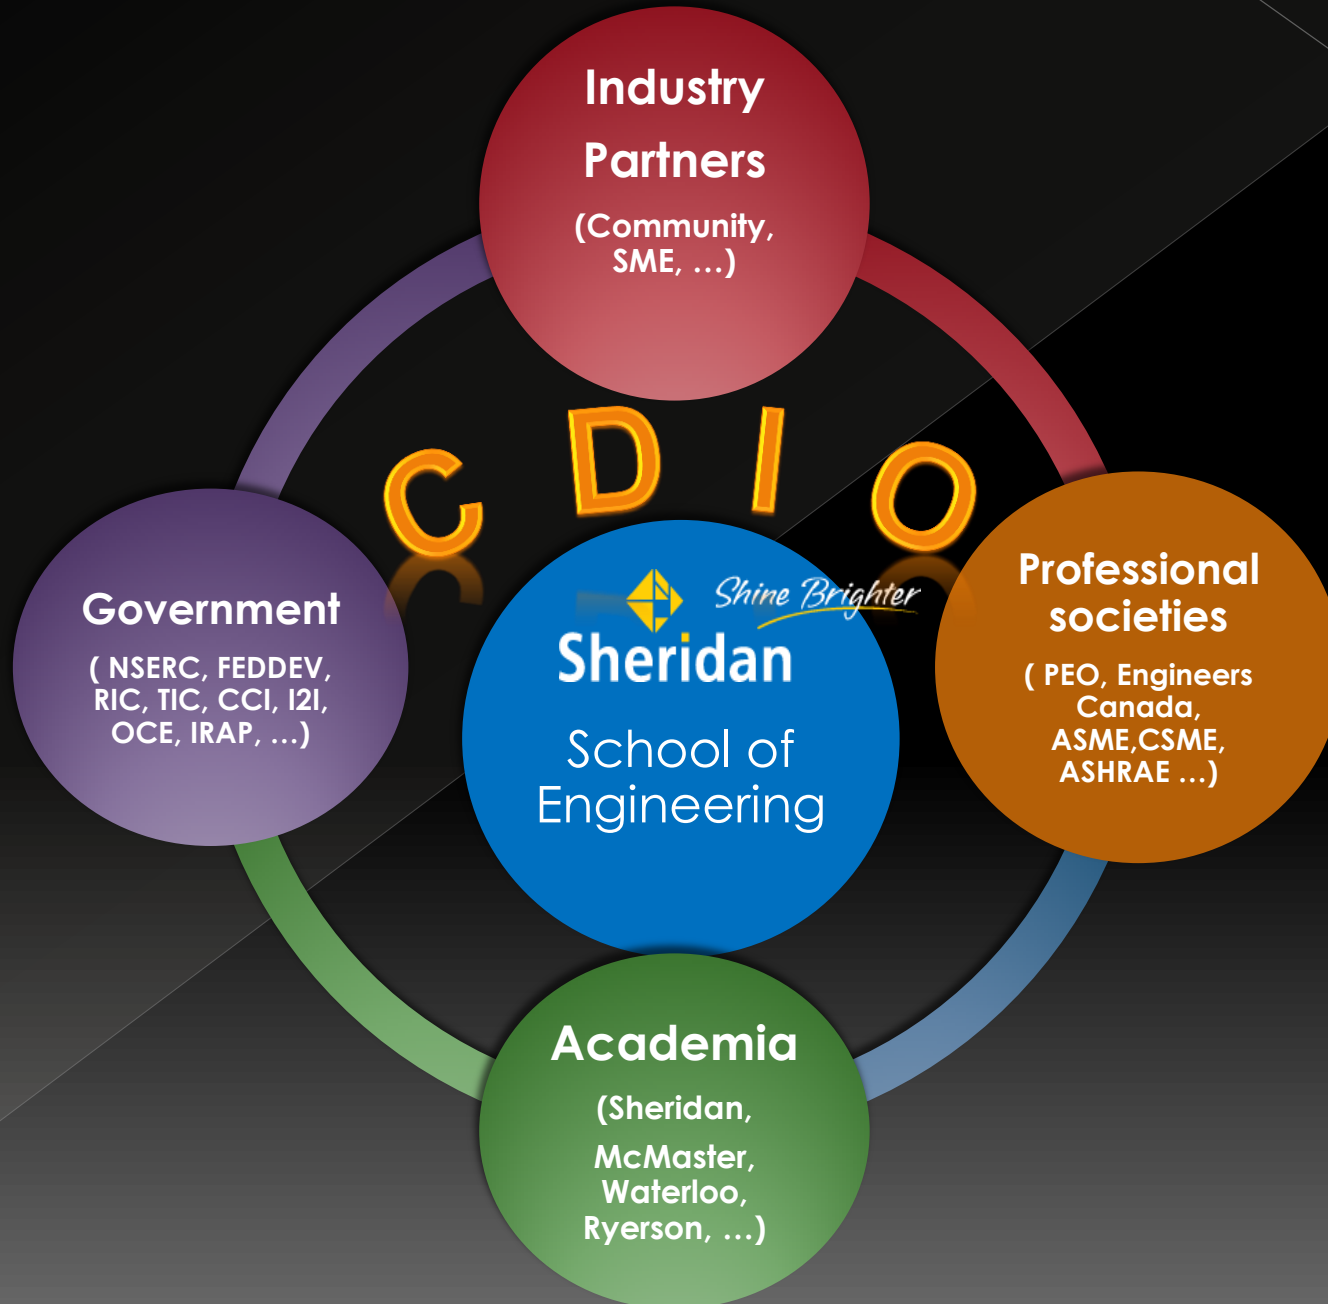 Industry
Partners
(Community,
SME, …)
C D I O
Government
( NSERC, FEDDEV,
RIC, TIC, CCI, I2I,
OCE, IRAP, …)
Shine Brighter
Sheridan
School of
Engineering
Professional
societies
( PEO, Engineers
Canada,
ASME,CSME,
ASHRAE …)
Academia
(Sheridan,
McMaster,
Waterloo,
Ryerson, …)